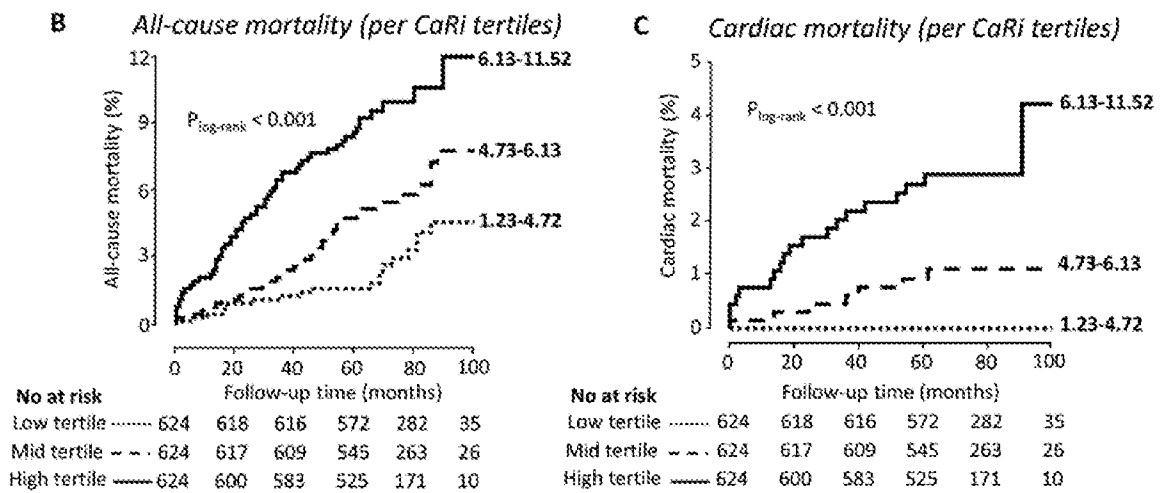 B All-cause mortality (per CaRi tertiles)
12
9
6
3
0
All-cause mortality (%)
Plog-rank < 0.001
6.13-11.52
4.73-6.13
1.23-4.72
0 20 40 60 80 100
Follow-up time (months)
No at risk
Low tertile 624 618 616 572 282 35
Mid tertile 624 617 609 545 263 26
High tertile 624 600 583 525 171 10
C Cardiac mortality (per CaRi tertiles)
5
4
3
2
1
0
Cardiac mortality (%)
Plog-rank < 0.001
6.13-11.52
4.73-6.13
1.23-4.72
0 20 40 60 80 100
Follow-up time (months)
No at risk
Low tertile 624 618 616 572 282 35
Mid tertile 624 617 609 545 263 26
High tertile 624 600 583 525 171 10